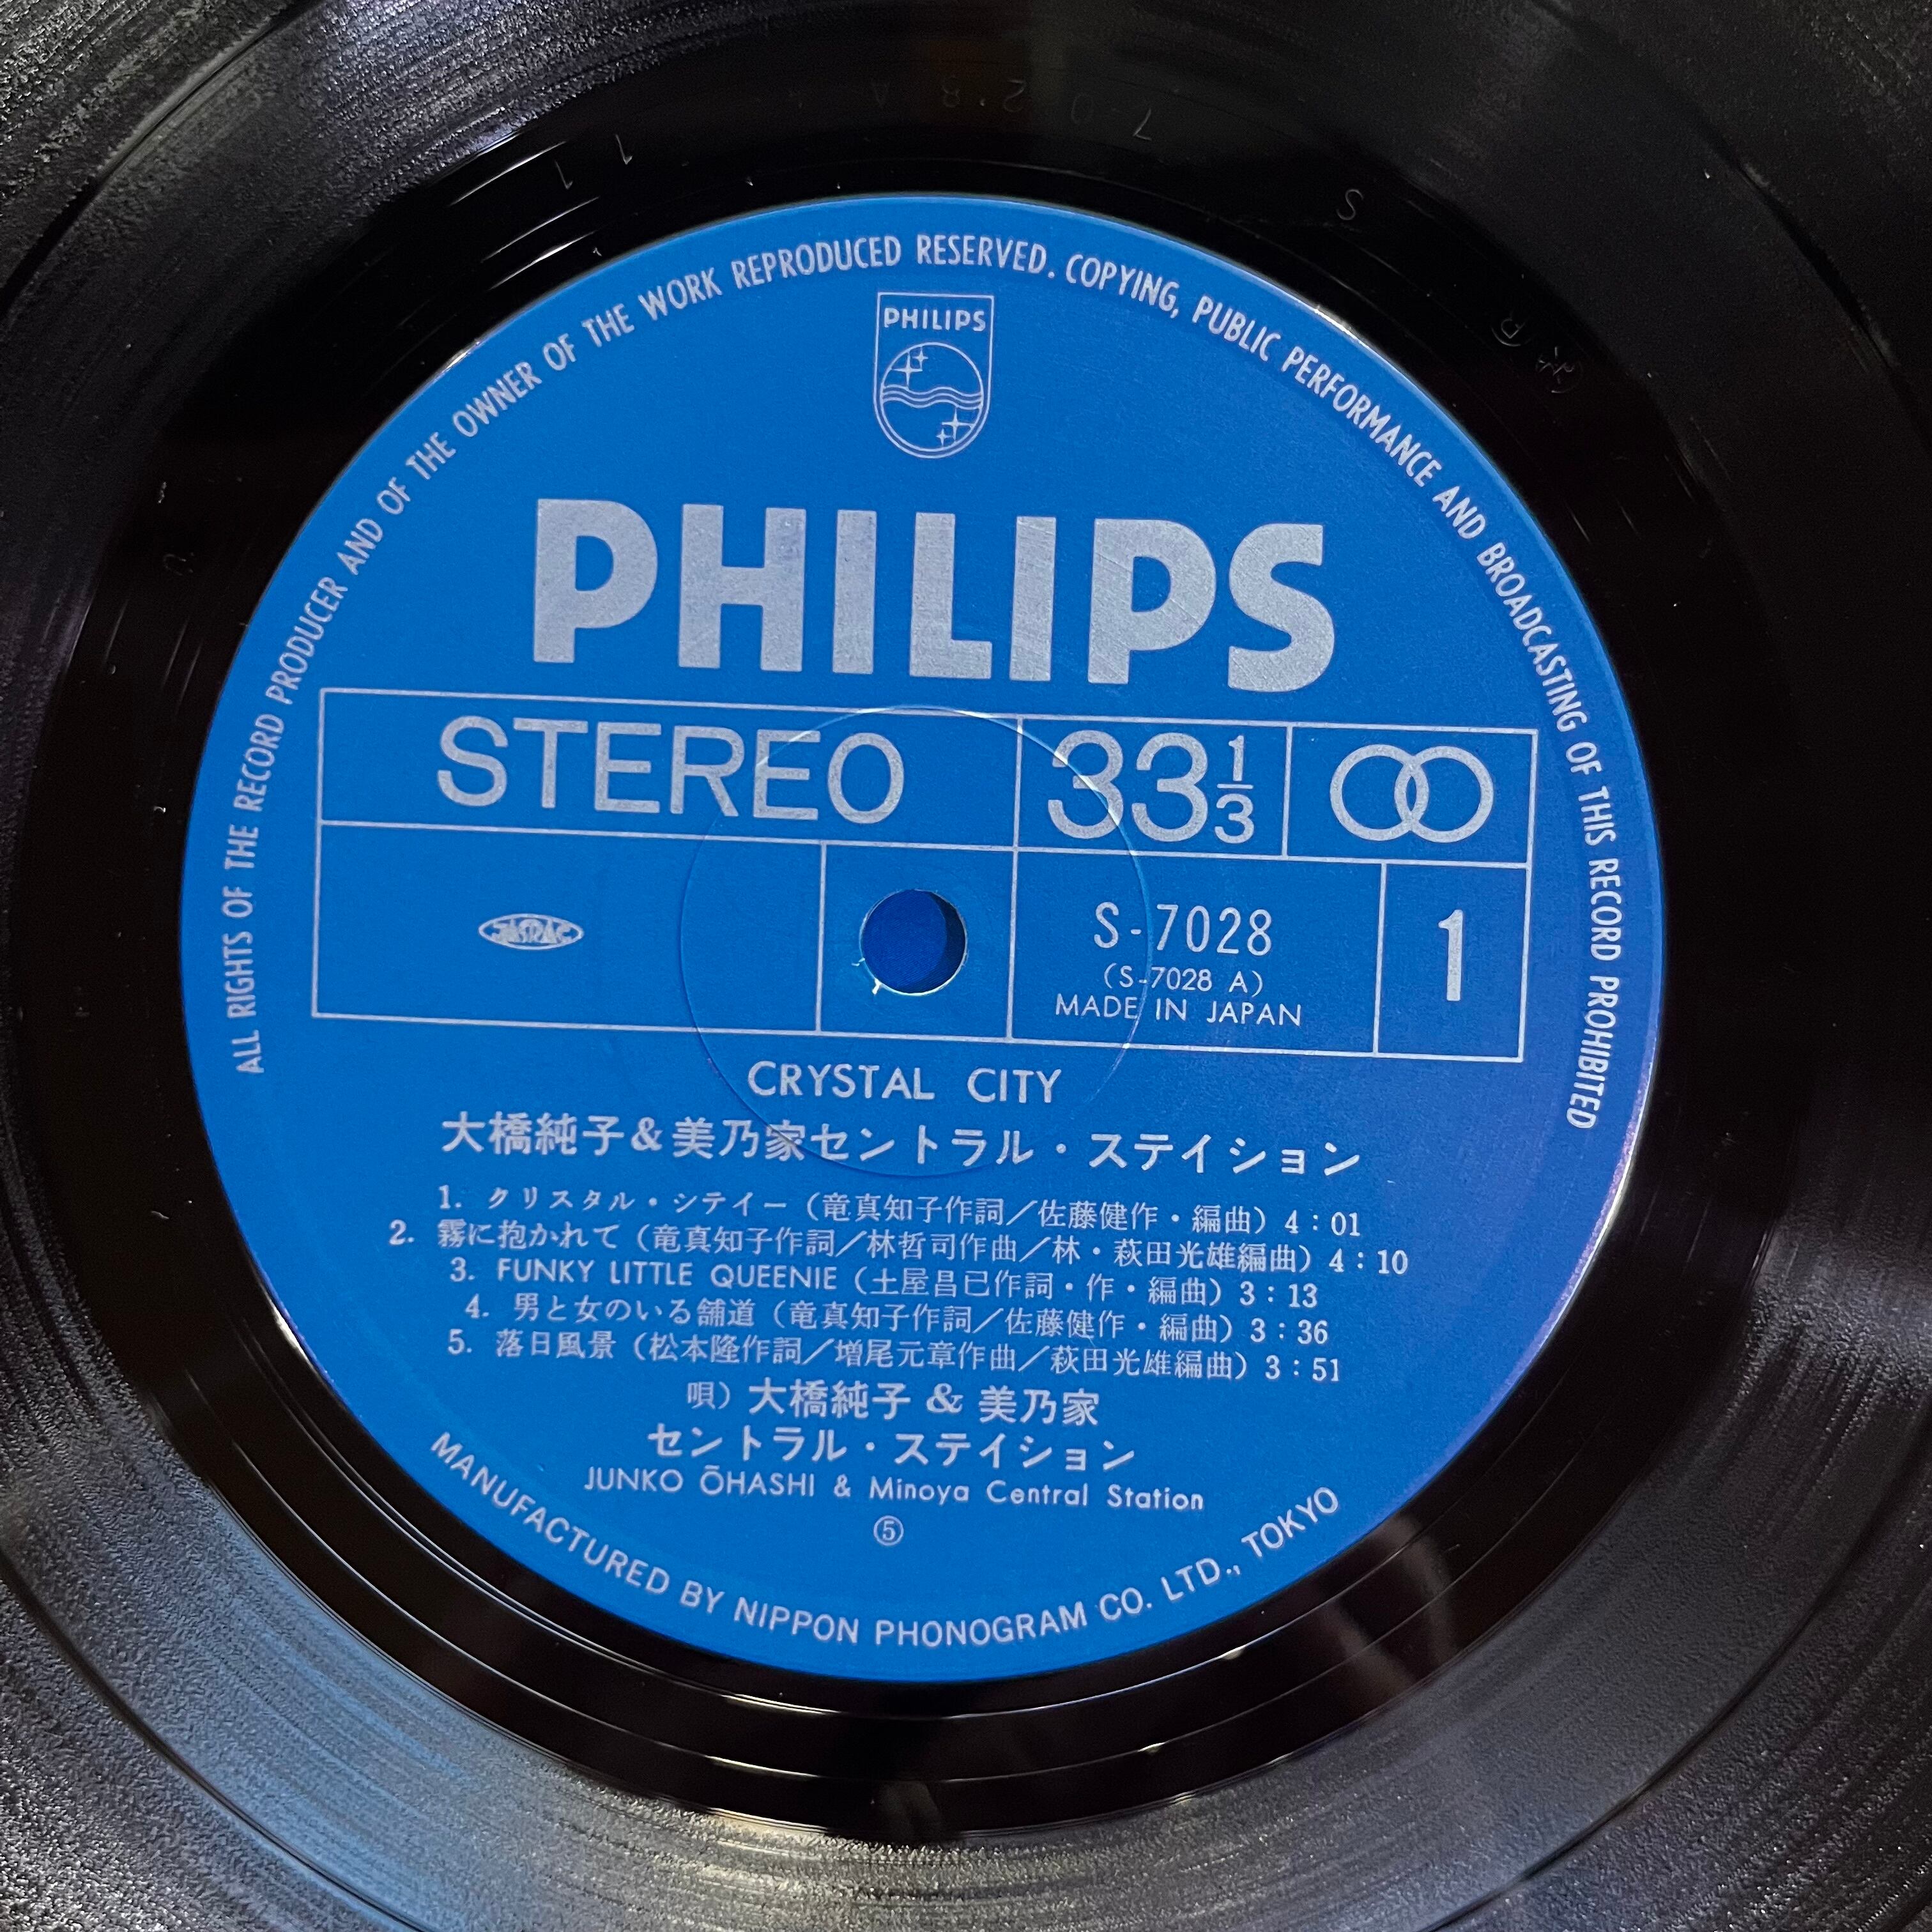 ALL RIGHTS OF THE RECORD PRODUCER AND OF THE OWNER OF THE WORK REPRODUCED RESERVED. COPYING, PUBLIC PERFORMANCE AND BROADCASTING OF THIS RECORD PROHIBITED
PHILIPS
PHILIPS
STEREO 33 1/3
JASRAC
S-7028 1
(S-7028 A)
MADE IN JAPAN
CRYSTAL CITY
大橋純子&美乃家セントラル・ステイション
1. クリスタル・シテイー(竜真知子作詞/佐藤健作・編曲)4:01
2. 霧に抱かれて(竜真知子作詞/林哲司作曲/林・萩田光雄編曲)4:10
3. FUNKY LITTLE QUEENIE(土屋昌巳作詞・作・編曲)3:13
4. 男と女のいる舗道(竜真知子作詞/佐藤健作・編曲)3:36
5. 落日風景(松本隆作詞/増尾元章作曲/萩田光雄編曲)3:51
唄)大橋純子&美乃家
セントラル・ステイション
JUNKO ŌHASHI & Minoya Central Station
⑤
MANUFACTURED BY NIPPON PHONOGRAM CO. LTD., TOKYO